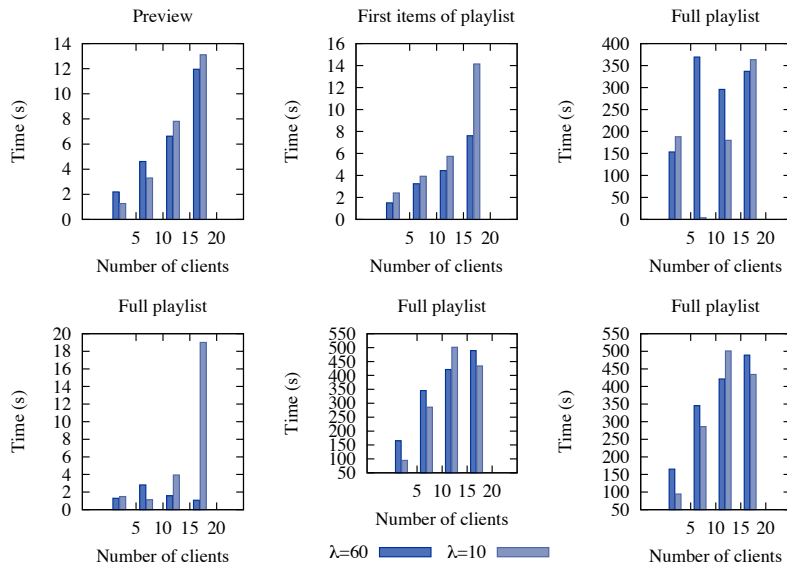 Preview
14
12
10
8
6
4
2
0
Time (s)
5 10 15 20
Number of clients
First items of playlist
16
14
12
10
8
6
4
2
0
Time (s)
5 10 15 20
Number of clients
Full playlist
400
350
300
250
200
150
100
50
0
Time (s)
5 10 15 20
Number of clients
Full playlist
20
18
16
14
12
10
8
6
4
2
0
Time (s)
5 10 15 20
Number of clients
Full playlist
550
500
450
400
350
300
250
200
150
100
50
Time (s)
5 10 15 20
Number of clients
Full playlist
550
500
450
400
350
300
250
200
150
100
50
Time (s)
5 10 15 20
Number of clients
λ=60 λ=10